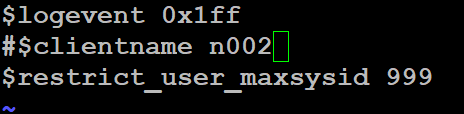 $logevent 0x1ff
#$clientname n002
$restrict_user_maxsysid 999
~